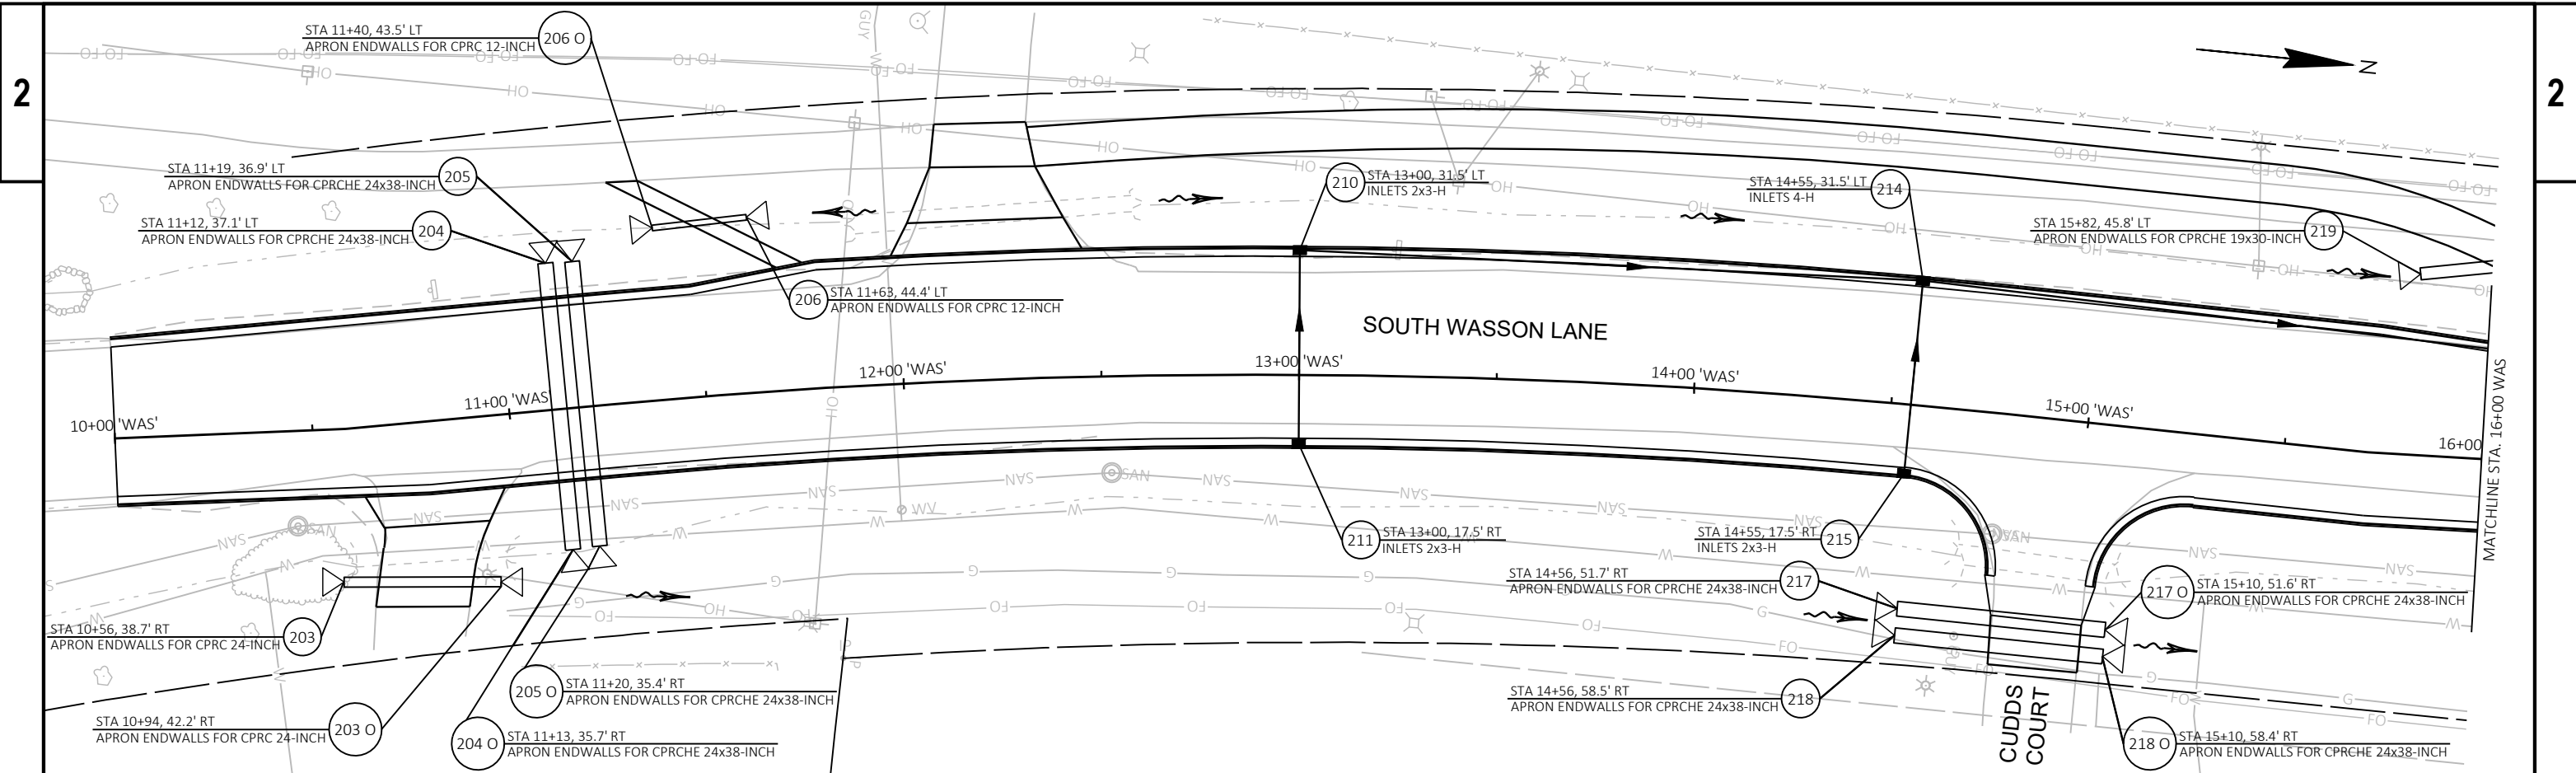 2
2
STA 11+40, 43.5' LT
APRON ENDWALLS FOR CPRC 12-INCH
206 O
N
STA 11+19, 36.9' LT
APRON ENDWALLS FOR CPRCHE 24x38-INCH
205
STA 11+12, 37.1' LT
APRON ENDWALLS FOR CPRCHE 24x38-INCH
204
210
STA 13+00, 31.5' LT
INLETS 2x3-H
STA 14+55, 31.5' LT
INLETS 4-H
214
STA 15+82, 45.8' LT
APRON ENDWALLS FOR CPRCHE 19x30-INCH
219
206
STA 11+63, 44.4' LT
APRON ENDWALLS FOR CPRC 12-INCH
SOUTH WASSON LANE
10+00 'WAS'
11+00 'WAS'
12+00 'WAS'
13+00 'WAS'
14+00 'WAS'
15+00 'WAS'
16+00
MATCHLINE STA. 16+00 WAS
211
STA 13+00, 17.5' RT
INLETS 2x3-H
STA 14+55, 17.5' RT
INLETS 2x3-H
215
STA 14+56, 51.7' RT
APRON ENDWALLS FOR CPRCHE 24x38-INCH
217
217 O
STA 15+10, 51.6' RT
APRON ENDWALLS FOR CPRCHE 24x38-INCH
STA 10+56, 38.7' RT
APRON ENDWALLS FOR CPRC 24-INCH
203
205 O
STA 11+20, 35.4' RT
APRON ENDWALLS FOR CPRCHE 24x38-INCH
STA 14+56, 58.5' RT
APRON ENDWALLS FOR CPRCHE 24x38-INCH
218
STA 10+94, 42.2' RT
APRON ENDWALLS FOR CPRC 24-INCH
203 O
204 O
STA 11+13, 35.7' RT
APRON ENDWALLS FOR CPRCHE 24x38-INCH
CUDDS
COURT
218 O
STA 15+10, 58.4' RT
APRON ENDWALLS FOR CPRCHE 24x38-INCH
GUY
FO FO
OH
SAN
W
G
FO
WV